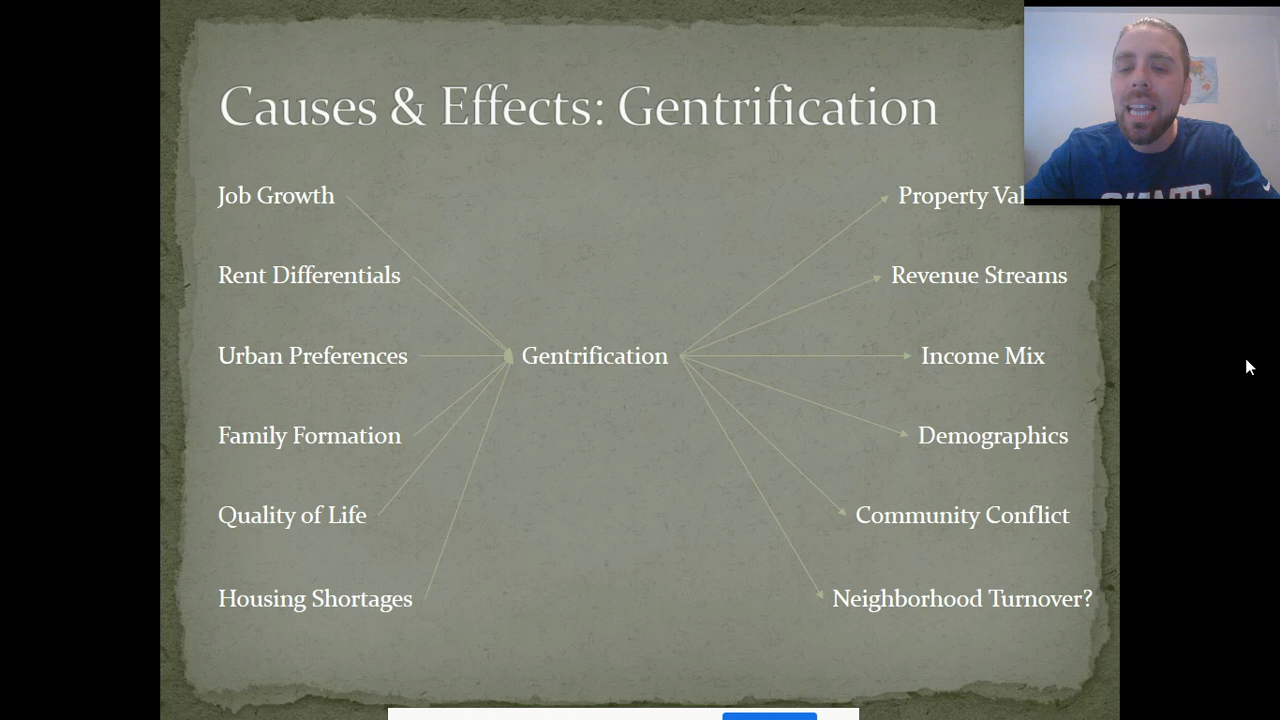 Causes & Effects: Gentrification
Job Growth
Rent Differentials
Urban Preferences
Family Formation
Quality of Life
Housing Shortages
Gentrification
Property
Revenue Streams
Income Mix
Demographics
Community Conflict
Neighborhood Turnover?
GIANTS